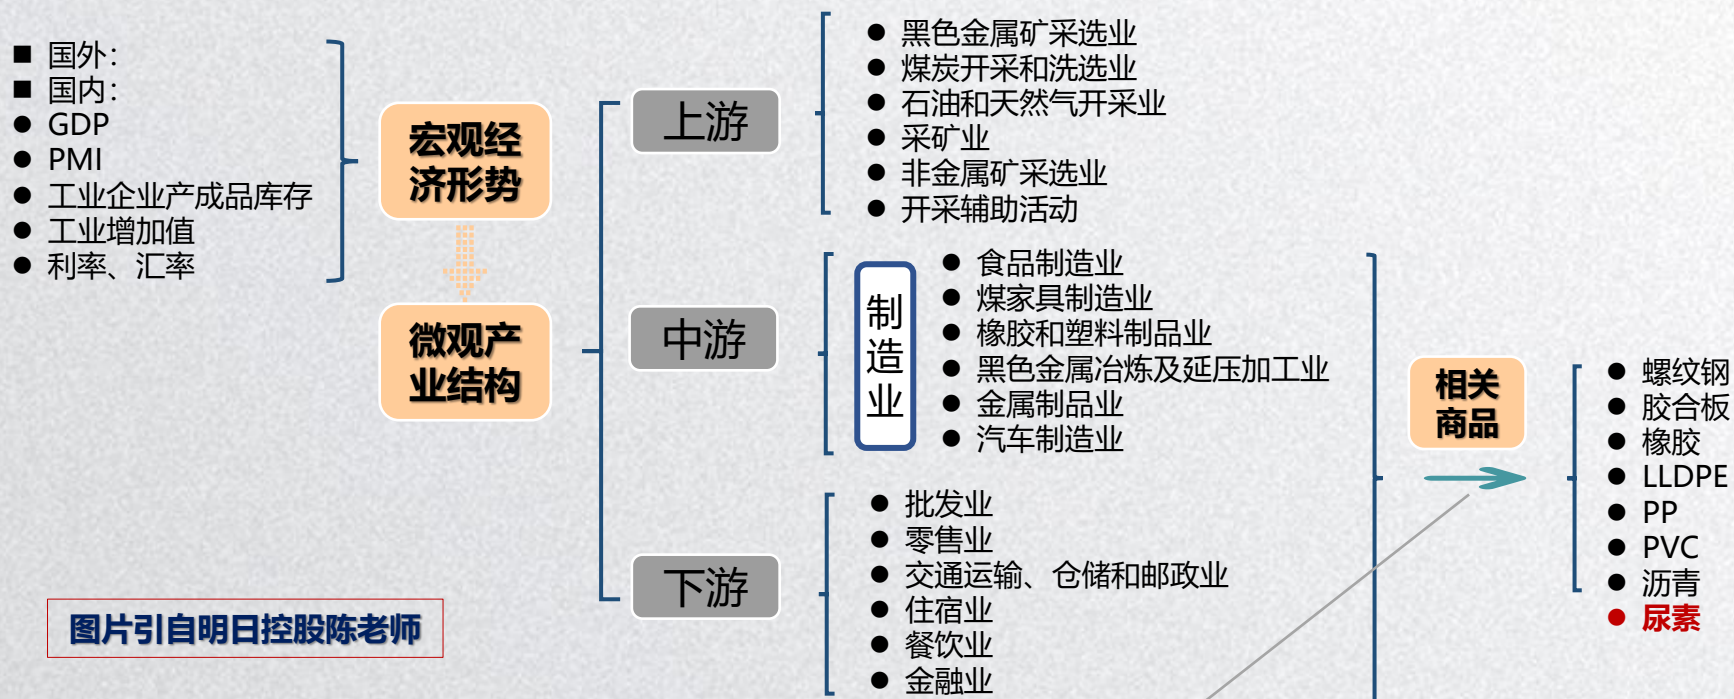 国外：
国内：
GDP
PMI
工业企业产成品库存
工业增加值
利率、汇率
宏观经
济形势
微观产
业结构
上游
黑色金属矿采选业
煤炭开采和洗选业
石油和天然气开采业
采矿业
非金属矿采选业
开采辅助活动
中游
制
造
业
食品制造业
煤家具制造业
橡胶和塑料制品业
黑色金属冶炼及延压加工业
金属制品业
汽车制造业
下游
批发业
零售业
交通运输、仓储和邮政业
住宿业
餐饮业
金融业
相关
商品
螺纹钢
胶合板
橡胶
LLDPE
PP
PVC
沥青
尿素
图片引自明日控股陈老师